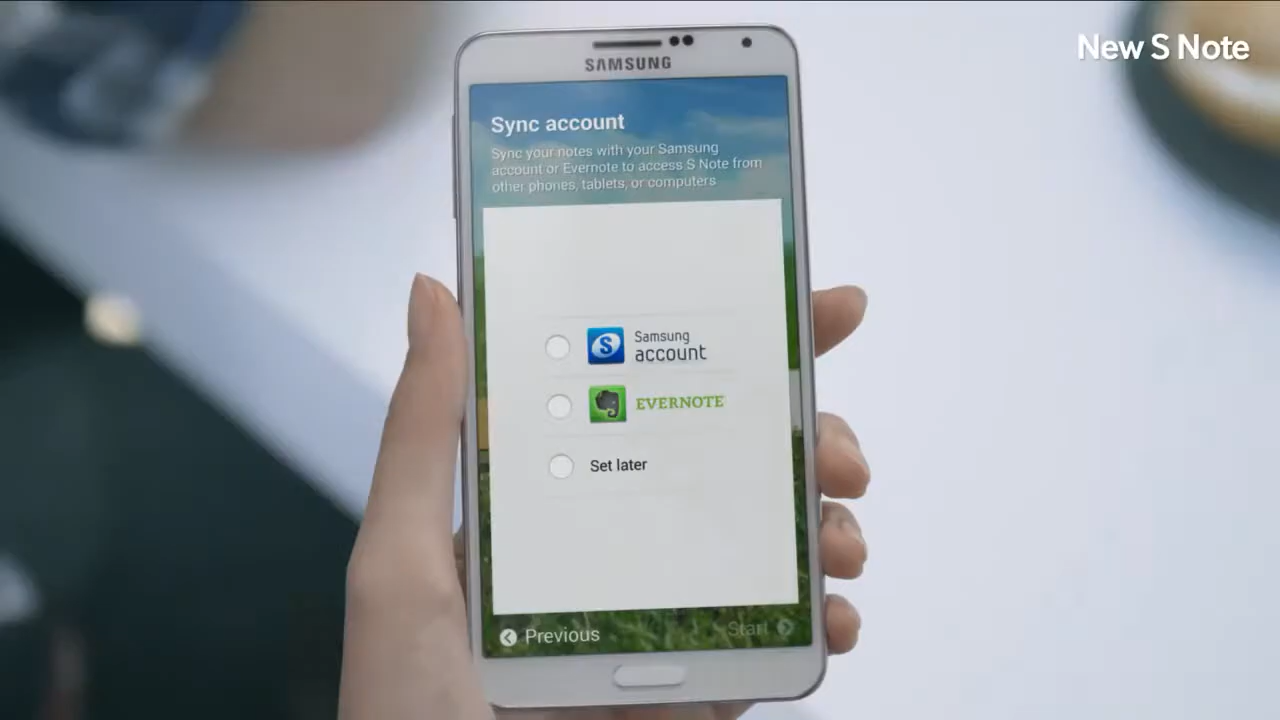 New S Note
SAMSUNG
Sync account
Sync your notes with your Samsung
account or Evernote to access S Note from
other phones, tablets, or computers
S
Samsung
account
EVERNOTE
Set later
Previous
Start